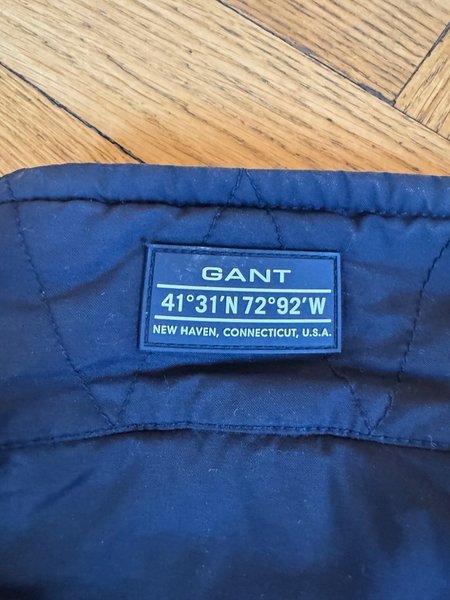 GANT
41°31'N 72°92'W
NEW HAVEN, CONNECTICUT, U.S.A.